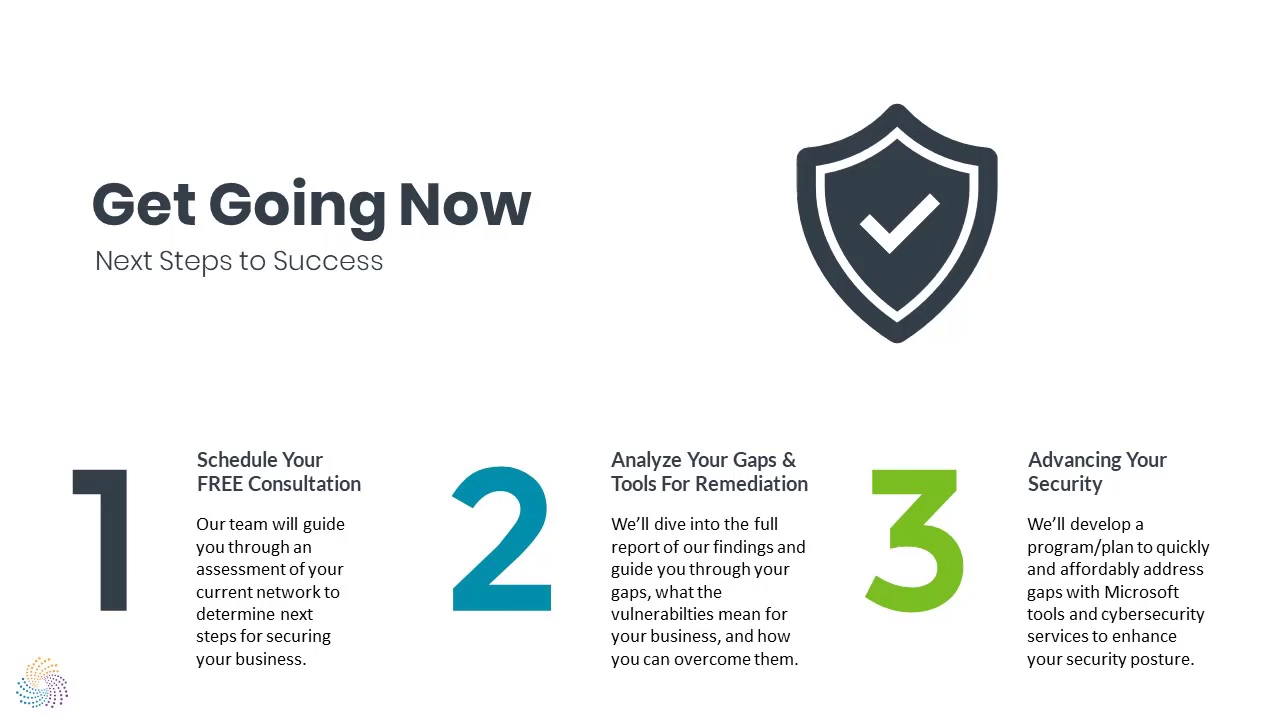 Get Going Now
Next Steps to Success
1
Schedule Your
FREE Consultation
Our team will guide
you through an
assessment of your
current network to
determine next
steps for securing
your business.
2
Analyze Your Gaps &
Tools For Remediation
We’ll dive into the full
report of our findings and
guide you through your
gaps, what the
vulnerabilties mean for
your business, and how
you can overcome them.
3
Advancing Your
Security
We’ll develop a
program/plan to quickly
and affordably address
gaps with Microsoft
tools and cybersecurity
services to enhance
your security posture.